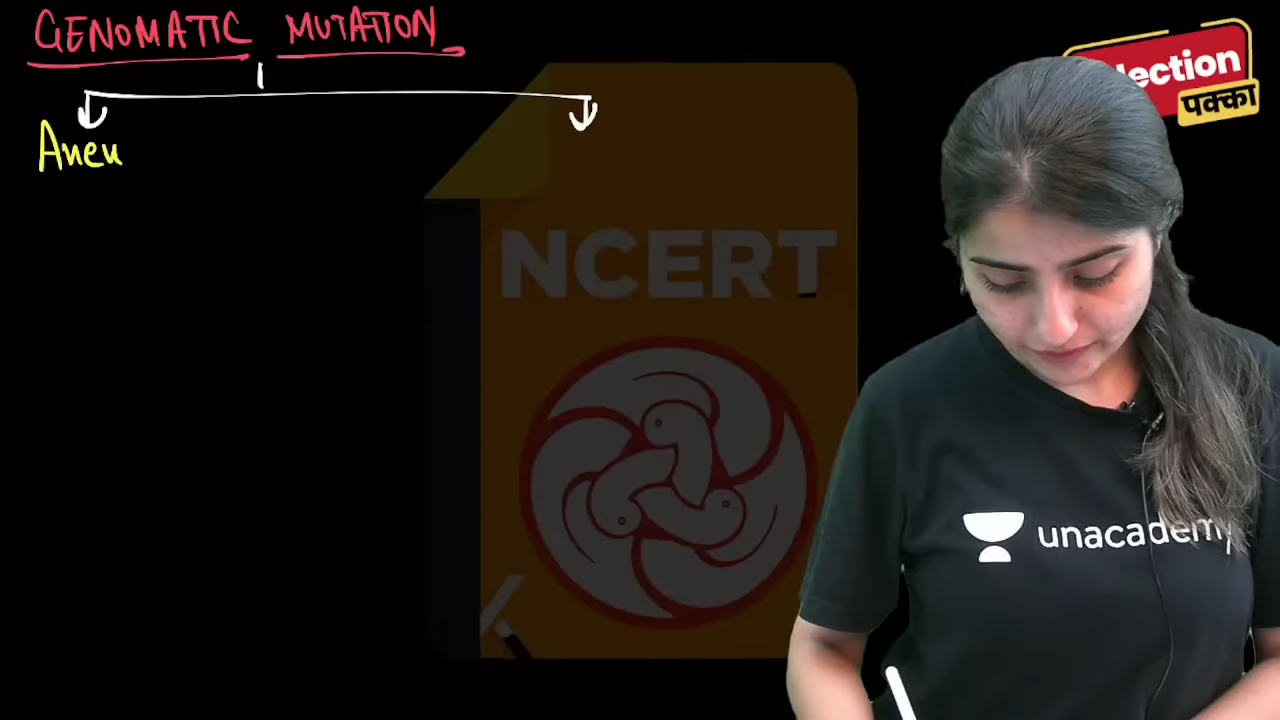 GENOMATIC MUTATION
lection
पक्का
Aneu
NCERT
unacademy